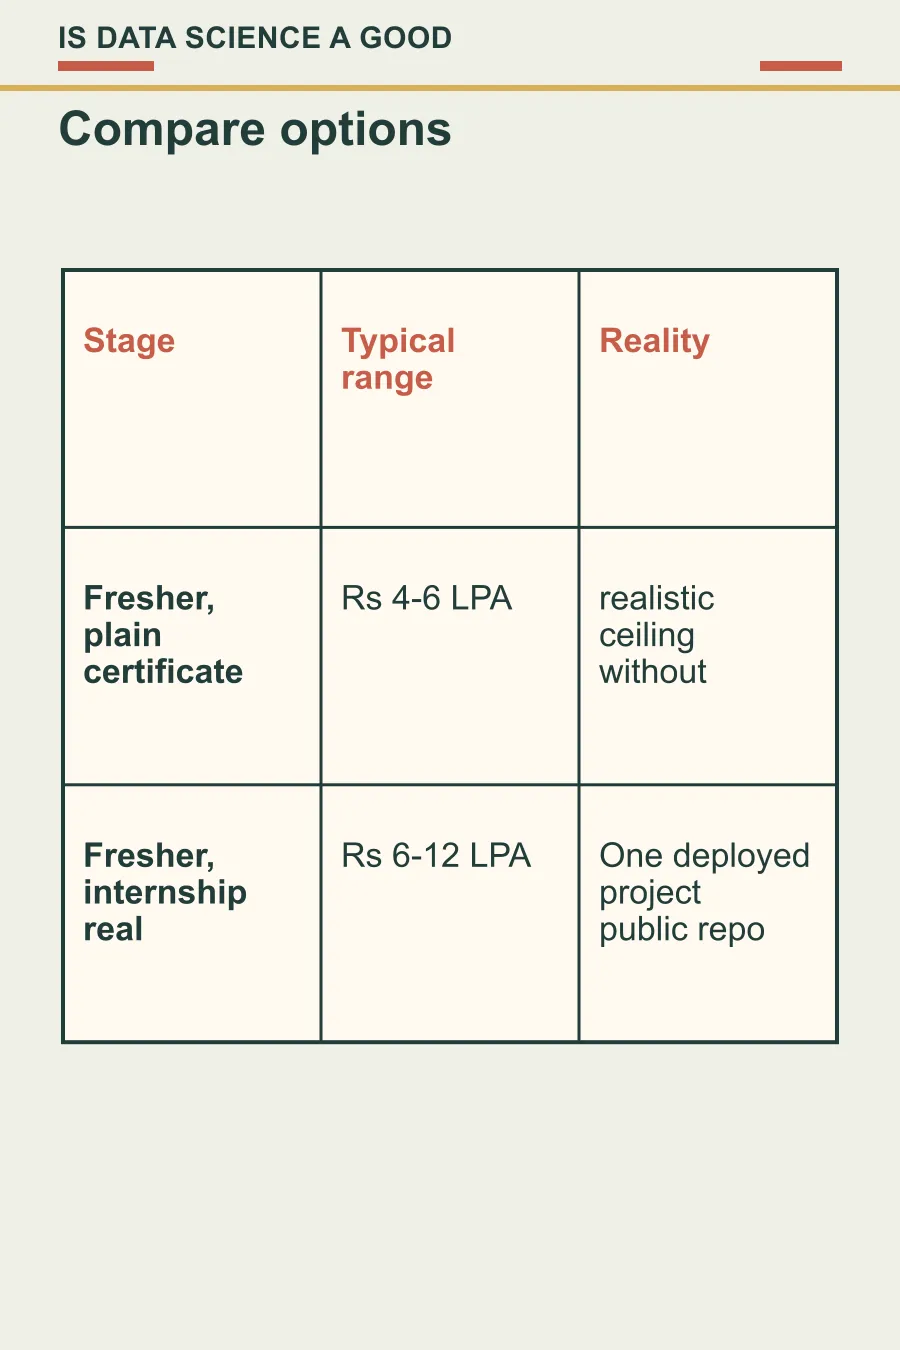 IS DATA SCIENCE A GOOD
Compare options
Stage
Typical
range
Reality
Fresher,
plain
certificate
Rs 4-6 LPA
realistic
ceiling
without
Fresher,
internship
real
Rs 6-12 LPA
One deployed
project
public repo